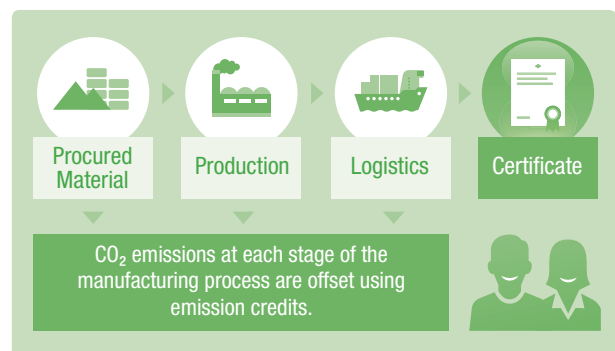 Procured
Material
Production
Logistics
Certificate
CO₂ emissions at each stage of the
manufacturing process are offset using
emission credits.